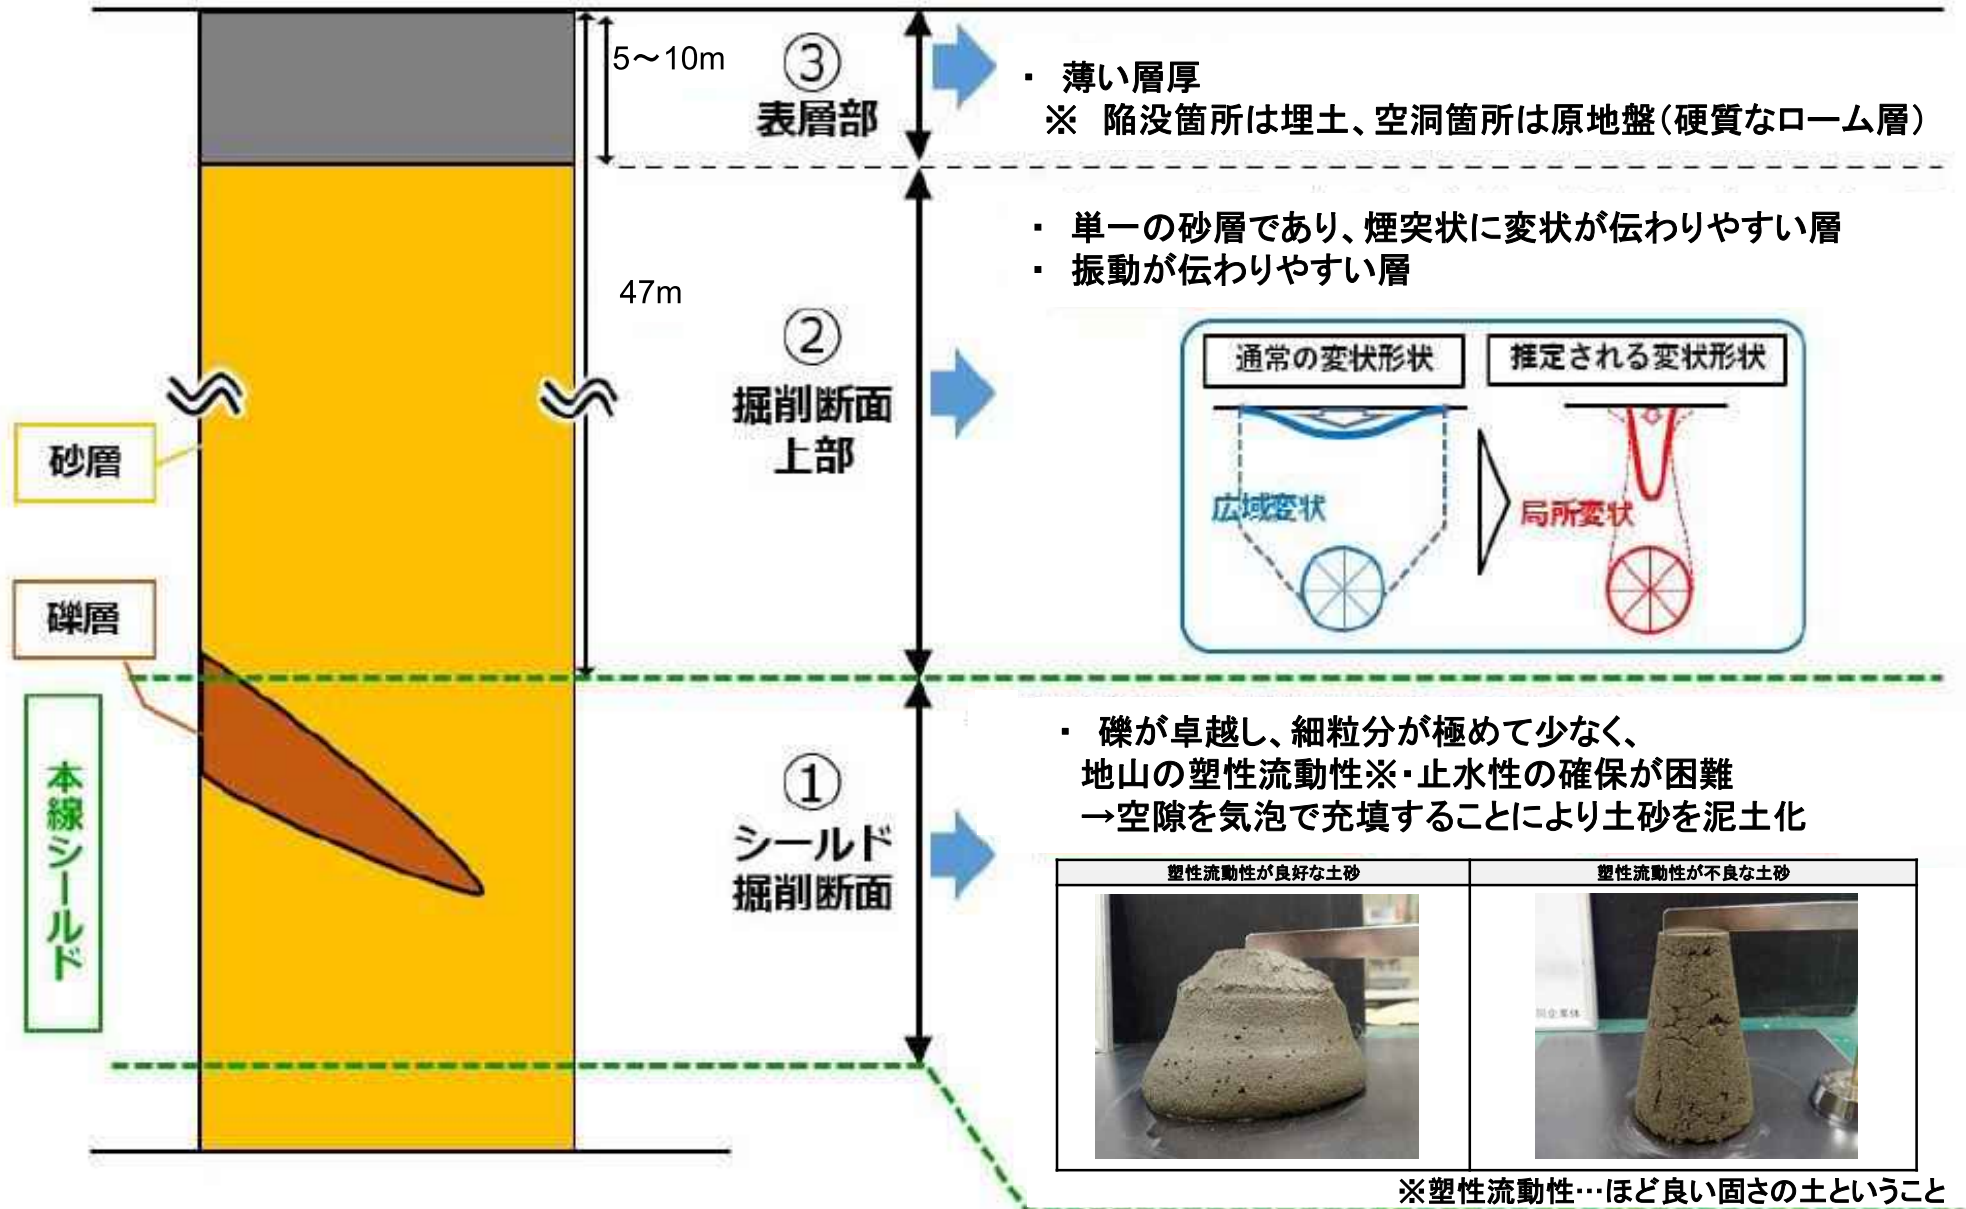 5～10m
③
表層部
・ 薄い層厚
※ 陥没箇所は埋土、空洞箇所は原地盤（硬質なローム層）
47m
②
掘削断面
上部
・ 単一の砂層であり、煙突状に変状が伝わりやすい層
・ 振動が伝わりやすい層
通常の変状形状
推定される変状形状
広域変状
局所変状
砂層
礫層
本線シールド
①
シールド
掘削断面
・ 礫が卓越し、細粒分が極めて少なく、
地山の塑性流動性※・止水性の確保が困難
→空隙を気泡で充填することにより土砂を泥土化
塑性流動性が良好な土砂
塑性流動性が不良な土砂
同企業体
※塑性流動性…ほど良い固さの土ということ